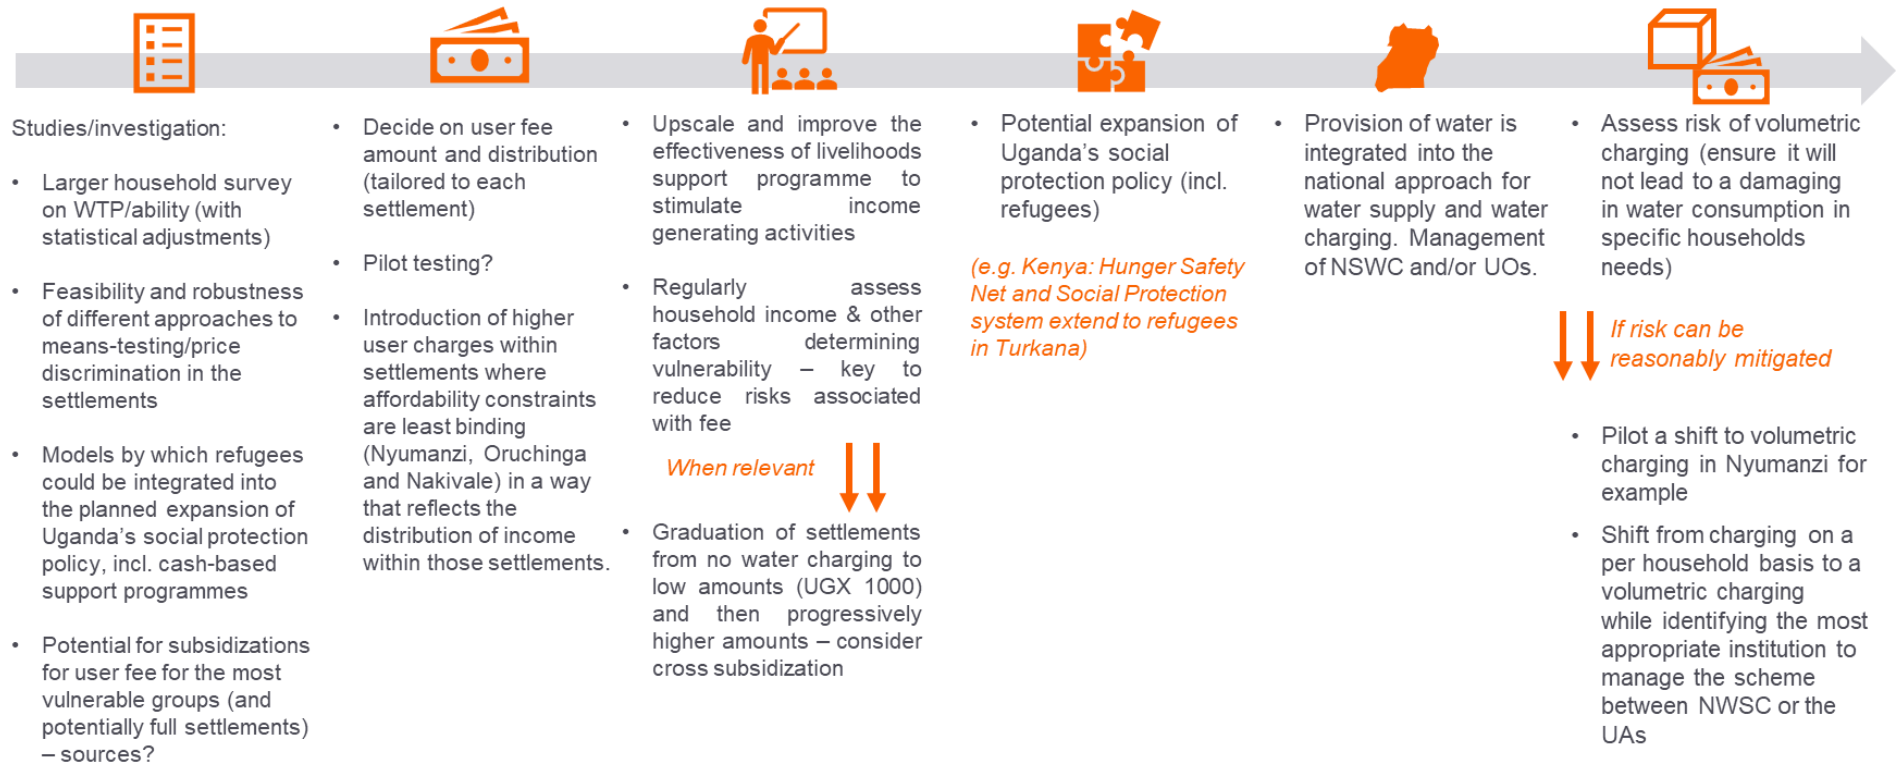 Studies/investigation:
• Larger household survey
on WTP/ability (with
statistical adjustments)
• Feasibility and robustness
of different approaches to
means-testing/price
discrimination in the
settlements
• Models by which refugees
could be integrated into
the planned expansion of
Uganda's social protection
policy, incl. cash-based
support programmes
• Potential for subsidizations
for user fee for the most
vulnerable groups (and
potentially full settlements)
– sources?
• Decide on user fee
amount and distribution
(tailored to each
settlement)
• Pilot testing?
• Introduction of higher
user charges within
settlements where
affordability constraints
are least binding
(Nyumanzi, Oruchinga
and Nakivale) in a way
that reflects the
distribution of income
within those settlements.
• Upscale and improve the
effectiveness of livelihoods
support programme to
stimulate income
generating activities
• Regularly assess
household income & other
factors determining
vulnerability – key to
reduce risks associated
with fee
When relevant
• Graduation of settlements
from no water charging to
low amounts (UGX 1000)
and then progressively
higher amounts – consider
cross subsidization
• Potential expansion of
Uganda's social
protection policy (incl.
refugees)
(e.g. Kenya: Hunger Safety
Net and Social Protection
system extend to refugees
in Turkana)
• Provision of water is
integrated into the
national approach for
water supply and water
charging. Management
of NSWC and/or UOs.
• Assess risk of volumetric
charging (ensure it will
not lead to a damaging
in water consumption in
specific households
needs)
If risk can be
reasonably mitigated
• Pilot a shift to volumetric
charging in Nyumanzi for
example
• Shift from charging on a
per household basis to a
volumetric charging
while identifying the most
appropriate institution to
manage the scheme
between NWSC or the
UAs